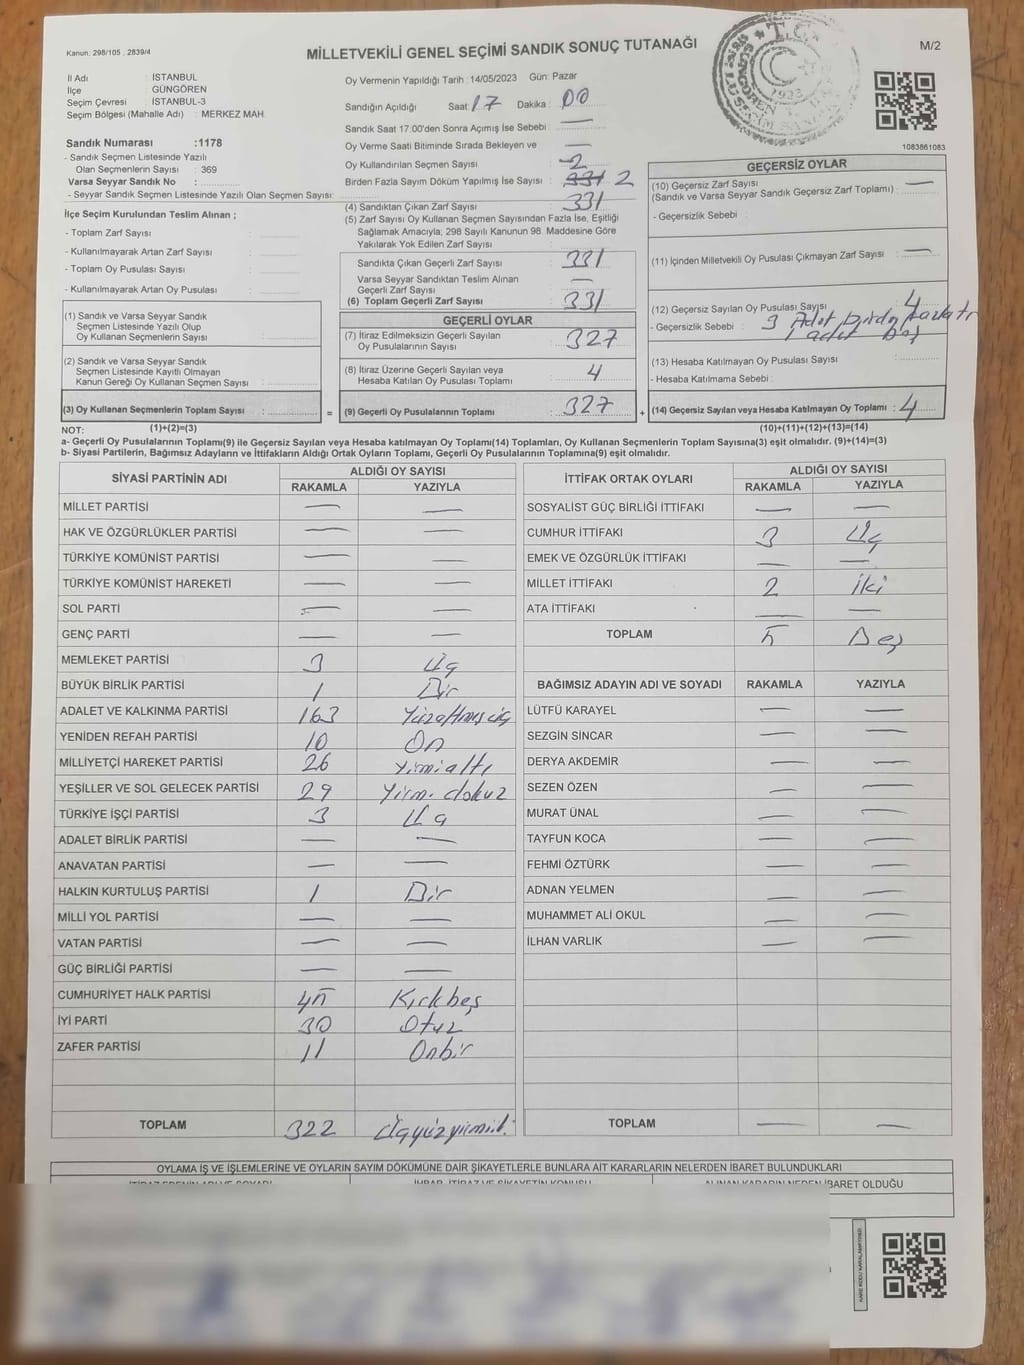 Kanun: 298/105 , 2839/4
MİLLETVEKİLİ GENEL SEÇİMİ SANDIK SONUÇ TUTANAĞI
M/2
İl Adı : İSTANBUL
İlçe : GÜNGÖREN
Seçim Çevresi : İSTANBUL-3
Seçim Bölgesi (Mahalle Adı) : MERKEZ MAH.
Oy Vermenin Yapıldığı Tarih :14/05/2023 Gün: Pazar
Sandığın Açıldığı Saat : 17 Dakika : 00
Sandık Saat 17:00'den Sonra Açımış İse Sebebi : —
Oy Verme Saati Bitiminde Sırada Bekleyen ve —
Oy Kullandırılan Seçmen Sayısı : 2
Birden Fazla Sayım Döküm Yapılmış İse Sayısı : 331 2
Sandık Numarası :1178
- Sandık Seçmen Listesinde Yazılı
Olan Seçmenlerin Sayısı : 369
Varsa Seyyar Sandık No :
- Seyyar Sandık Seçmen Listesinde Yazılı Olan Seçmen Sayısı:
1083861083
İlçe Seçim Kurulundan Teslim Alınan ;
- Toplam Zarf Sayısı :
- Kullanılmayarak Artan Zarf Sayısı :
- Toplam Oy Pusulası Sayısı :
- Kullanılmayarak Artan Oy Pusulası :
(1) Sandık ve Varsa Seyyar Sandık
Seçmen Listesinde Yazılı Olup
Oy Kullanan Seçmenlerin Sayısı :
(2) Sandık ve Varsa Seyyar Sandık
Seçmen Listesinde Kayıtlı Olmayan
Kanun Gereği Oy Kullanan Seçmen Sayısı :
(3) Oy Kullanan Seçmenlerin Toplam Sayısı :
(4) Sandıktan Çıkan Zarf Sayısı : 331
(5) Zarf Sayısı Oy Kullanan Seçmen Sayısından Fazla İse, Eşitliği
Sağlamak Amacıyla; 298 Sayılı Kanunun 98. Maddesine Göre
Yakılarak Yok Edilen Zarf Sayısı :
Sandıkta Çıkan Geçerli Zarf Sayısı : 331
Varsa Seyyar Sandıktan Teslim Alınan
Geçerli Zarf Sayısı : —
(6) Toplam Geçerli Zarf Sayısı : 331
GEÇERLİ OYLAR
(7) İtiraz Edilmeksizin Geçerli Sayılan
Oy Pusulalarının Sayısı : 327
(8) İtiraz Üzerine Geçerli Sayılan veya
Hesaba Katılan Oy Pusulası Toplamı : 4
= (9) Geçerli Oy Pusulalarının Toplamı : 327
GEÇERSİZ OYLAR
(10) Geçersiz Zarf Sayısı : —
(Sandık ve Varsa Seyyar Sandık Geçersiz Zarf Toplamı)
- Geçersizlik Sebebi :
(11) İçinden Milletvekili Oy Pusulası Çıkmayan Zarf Sayısı : —
(12) Geçersiz Sayılan Oy Pusulası Sayısı : 4
- Geçersizlik Sebebi : 3 Adet birden fazla
1 adet boş
(13) Hesaba Katılmayan Oy Pusulası Sayısı :
- Hesaba Katılmama Sebebi :
+ (14) Geçersiz Sayılan veya Hesaba Katılmayan Oy Toplamı : 4
NOT: (1)+(2)=(3) (10)+(11)+(12)+(13)=(14)
a- Geçerli Oy Pusulalarının Toplamı(9) ile Geçersiz Sayılan veya Hesaba katılmayan Oy Toplamı(14) Toplamları, Oy Kullanan Seçmenlerin Toplam Sayısına(3) eşit olmalıdır. (9)+(14)=(3)
b- Siyasi Partilerin, Bağımsız Adayların ve İttifakların Aldığı Ortak Oyların Toplamı, Geçerli Oy Pusulalarının Toplamına(9) eşit olmalıdır.
SİYASİ PARTİNİN ADI ALDIĞI OY SAYISI
RAKAMLA YAZIYLA
MİLLET PARTİSİ — —
HAK VE ÖZGÜRLÜKLER PARTİSİ — —
TÜRKİYE KOMÜNİST PARTİSİ — —
TÜRKİYE KOMÜNİST HAREKETİ — —
SOL PARTİ — —
GENÇ PARTİ — —
MEMLEKET PARTİSİ 3 Üç
BÜYÜK BİRLİK PARTİSİ 1 Bir
ADALET VE KALKINMA PARTİSİ 163 Yüzaltmışüç
YENİDEN REFAH PARTİSİ 10 On
MİLLİYETÇİ HAREKET PARTİSİ 26 Yirmialtı
YEŞİLLER VE SOL GELECEK PARTİSİ 29 Yirmi dokuz
TÜRKİYE İŞÇİ PARTİSİ 3 Üç
ADALET BİRLİK PARTİSİ — —
ANAVATAN PARTİSİ — —
HALKIN KURTULUŞ PARTİSİ 1 Bir
MİLLİ YOL PARTİSİ — —
VATAN PARTİSİ — —
GÜÇ BİRLİĞİ PARTİSİ — —
CUMHURİYET HALK PARTİSİ 45 Kırkbeş
İYİ PARTİ 30 Otuz
ZAFER PARTİSİ 11 Onbir
TOPLAM 322 Üçyüzyirmi
İTTİFAK ORTAK OYLARI ALDIĞI OY SAYISI
RAKAMLA YAZIYLA
SOSYALİST GÜÇ BİRLİĞİ İTTİFAKI — —
CUMHUR İTTİFAKI 3 Üç
EMEK VE ÖZGÜRLÜK İTTİFAKI — —
MİLLET İTTİFAKI 2 İki
ATA İTTİFAKI — —
TOPLAM 5 Beş
BAĞIMSIZ ADAYIN ADI VE SOYADI RAKAMLA YAZIYLA
LÜTFÜ KARAYEL — —
SEZGİN SİNCAR — —
DERYA AKDEMİR — —
SEZEN ÖZEN — —
MURAT ÜNAL — —
TAYFUN KOCA — —
FEHMİ ÖZTÜRK — —
ADNAN YELMEN — —
MUHAMMET ALİ OKUL — —
İLHAN VARLIK — —
TOPLAM — —
OYLAMA İŞ VE İŞLEMLERİNE VE OYLARIN SAYIM DÖKÜMÜNE DAİR ŞİKAYETLERLE BUNLARA AİT KARARLARIN NELERDEN İBARET BULUNDUKLARI
İTİRAZ EDENİN ADI VE SOYADI İHBAR, İTİRAZ VE ŞİKAYETİN KONUSU ALINAN KARARIN NEDEN İBARET OLDUĞU
KARE KODU KARALAMAYINIZ!